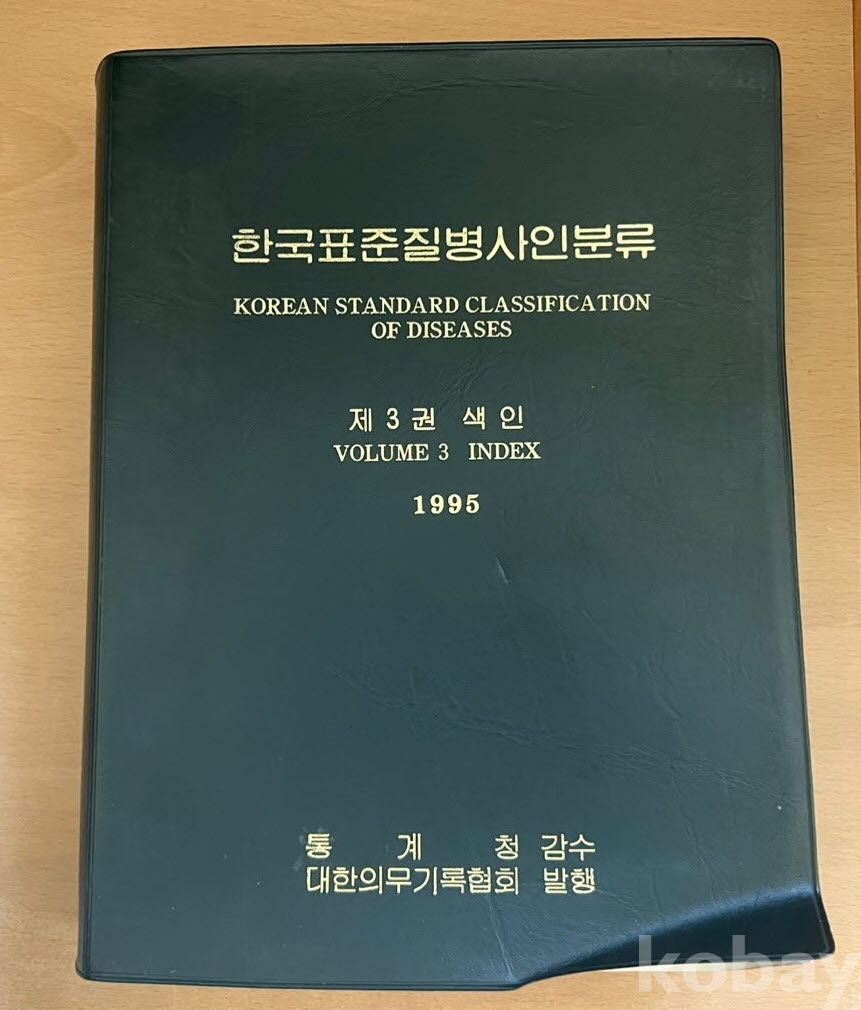 한국표준질병사인분류
KOREAN STANDARD CLASSIFICATION
OF DISEASES
제 3 권 색 인
VOLUME 3 INDEX
1995
통 계 청 감수
대한의무기록협회 발행
kobay